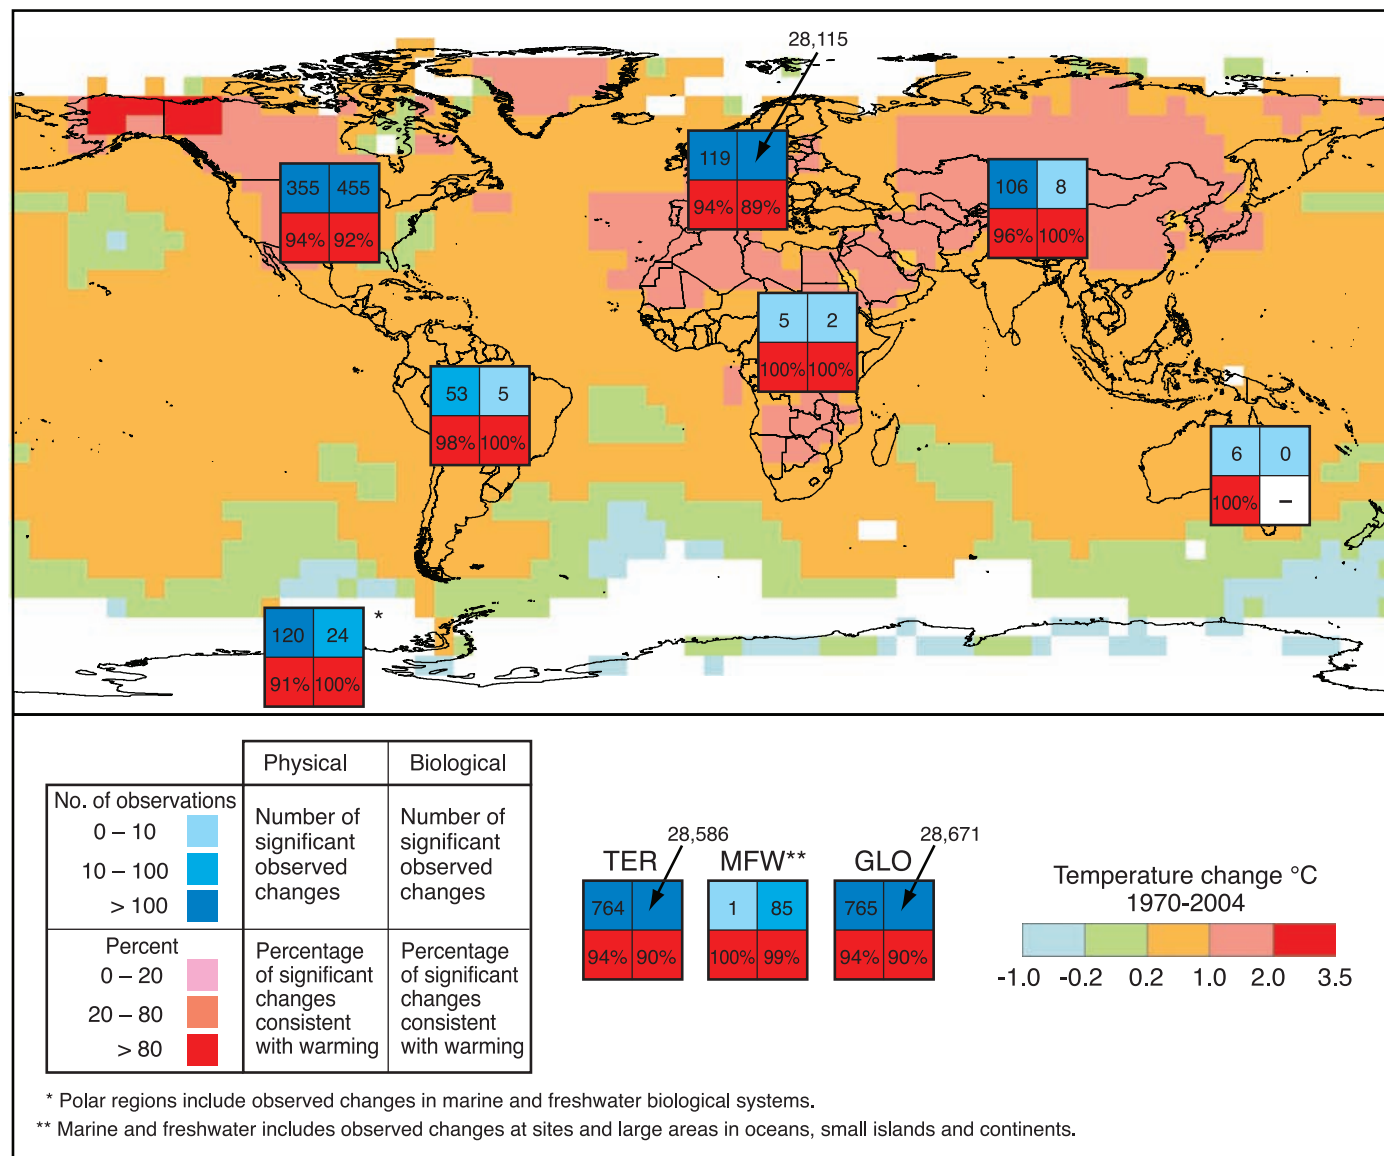 28,115
119
94% 89%
355 455
94% 92%
106 8
96% 100%
5 2
100% 100%
53 5
98% 100%
6 0
100% –
120 24 *
91% 100%
Physical Biological
No. of observations
0 – 10
10 – 100
> 100
Number of
significant
observed
changes
Number of
significant
observed
changes
Percent
0 – 20
20 – 80
> 80
Percentage
of significant
changes
consistent
with warming
Percentage
of significant
changes
consistent
with warming
28,586
TER
764
94% 90%
MFW**
1 85
100% 99%
28,671
GLO
765
94% 90%
Temperature change °C
1970-2004
-1.0 -0.2 0.2 1.0 2.0 3.5
* Polar regions include observed changes in marine and freshwater biological systems.
** Marine and freshwater includes observed changes at sites and large areas in oceans, small islands and continents.